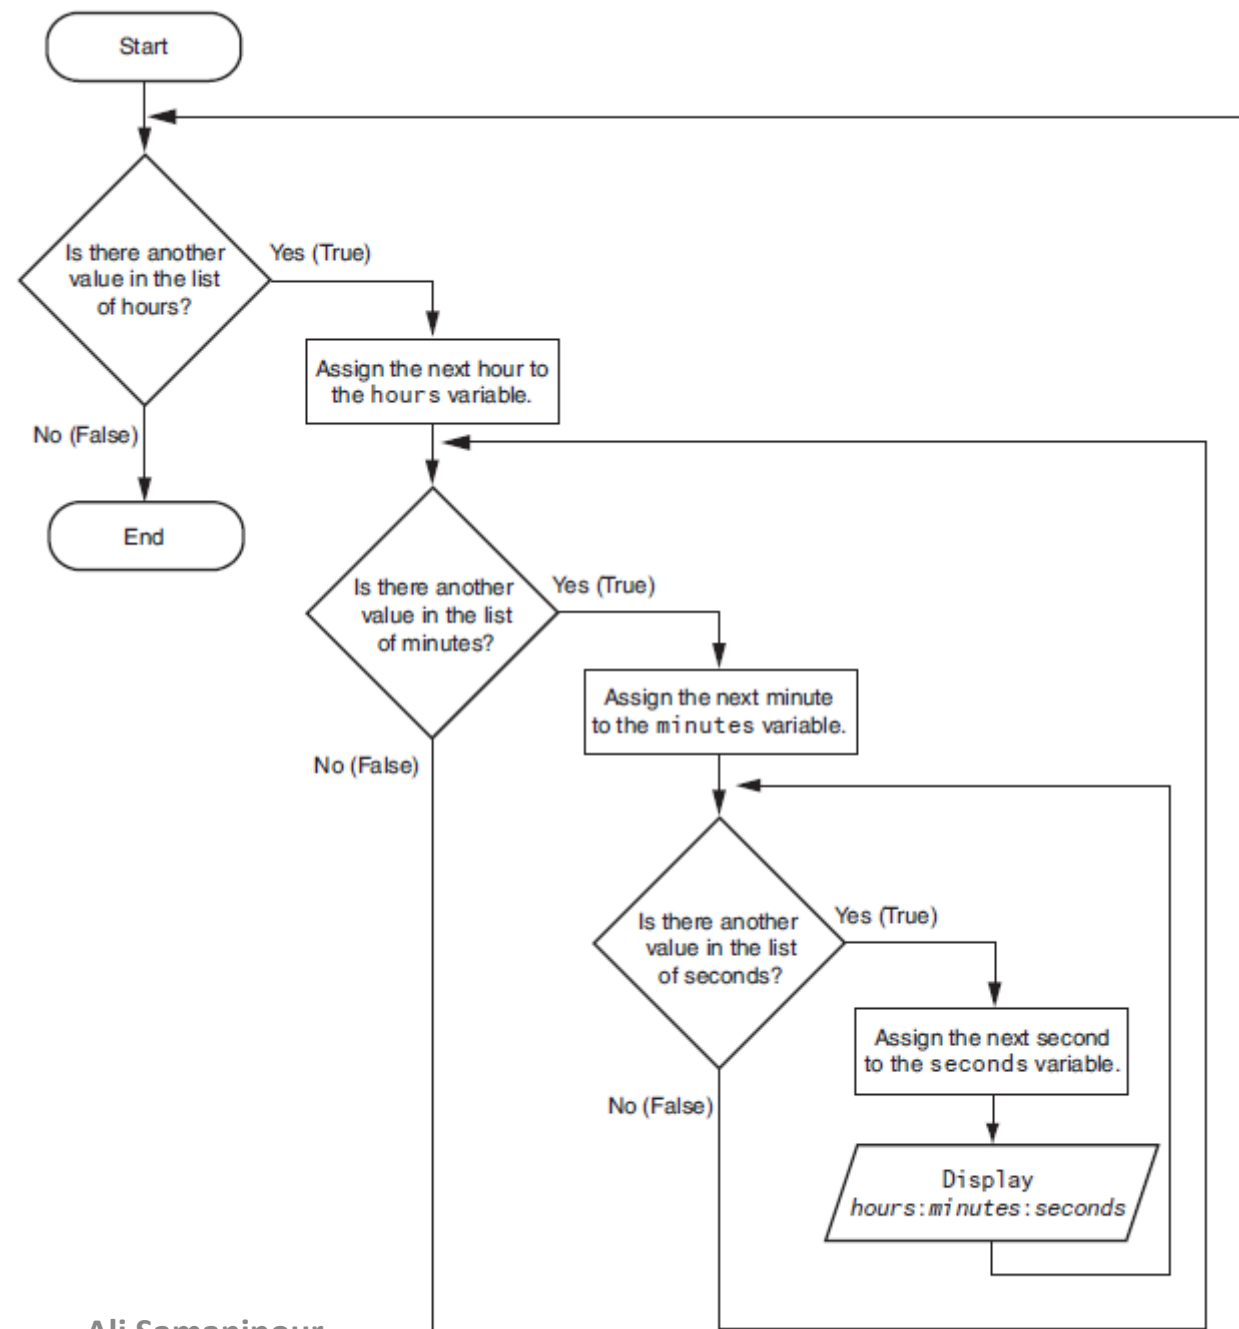 Start
Is there another
value in the list
of hours?
Yes (True)
Assign the next hour to
the hours variable.
No (False)
End
Is there another
value in the list
of minutes?
Yes (True)
Assign the next minute
to the minutes variable.
No (False)
Is there another
value in the list
of seconds?
Yes (True)
Assign the next second
to the seconds variable.
No (False)
Display
hours:minutes:seconds
Ali